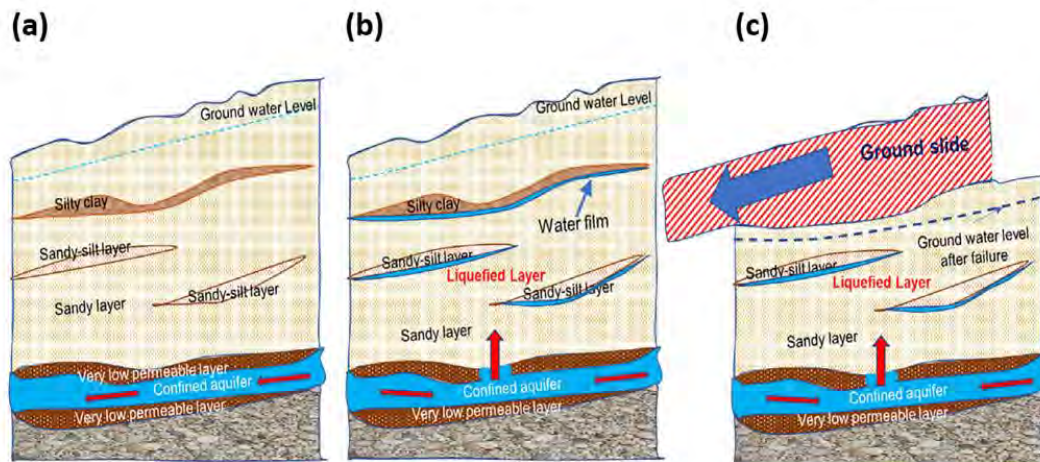 (a)
Ground water Level
Silty clay
Sandy-silt layer
Sandy-silt layer
Sandy layer
Very low permeable layer
Confined aquifer
Very low permeable layer
(b)
Ground water Level
Silty clay
Water film
Sandy-silt layer
Liquefied Layer
Sandy-silt layer
Sandy layer
Confined aquifer
Very low permeable layer
(c)
Ground slide
Ground water level
after failure
Sandy-silt layer
Liquefied Layer
Sandy layer
Confined aquifer
Very low permeable layer